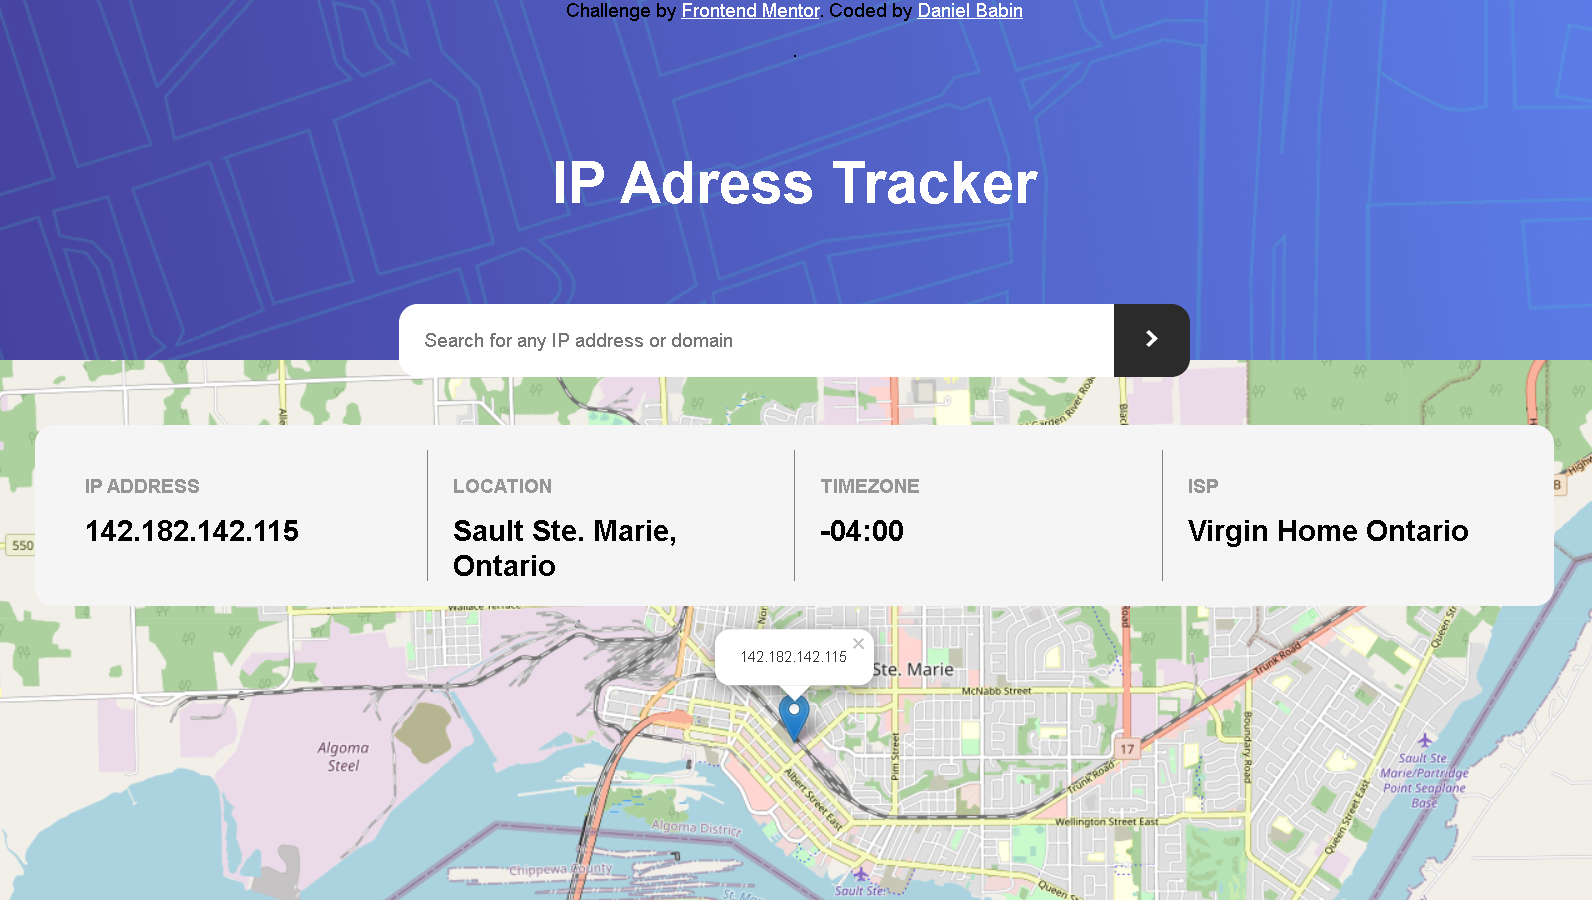 Challenge by Frontend Mentor. Coded by Daniel Babin
.
IP Adress Tracker
Search for any IP address or domain
IP ADDRESS
142.182.142.115
LOCATION
Sault Ste. Marie,
Ontario
TIMEZONE
-04:00
ISP
Virgin Home Ontario
Garden River Road
550
17
B
Wallace Terrace
142.182.142.115
×
Ste. Marie
McNabb Street
Trunk Road
Trunk Road
Queen Street
Pim Street
Boundary Road
Algoma
Steel
Albert Street East
Wellington Street East
Queen Street East
Sault Ste.
Marie/Partridge
Point Seaplane
Base
Algoma District
Chippewa County
Sault Ste.
Queen